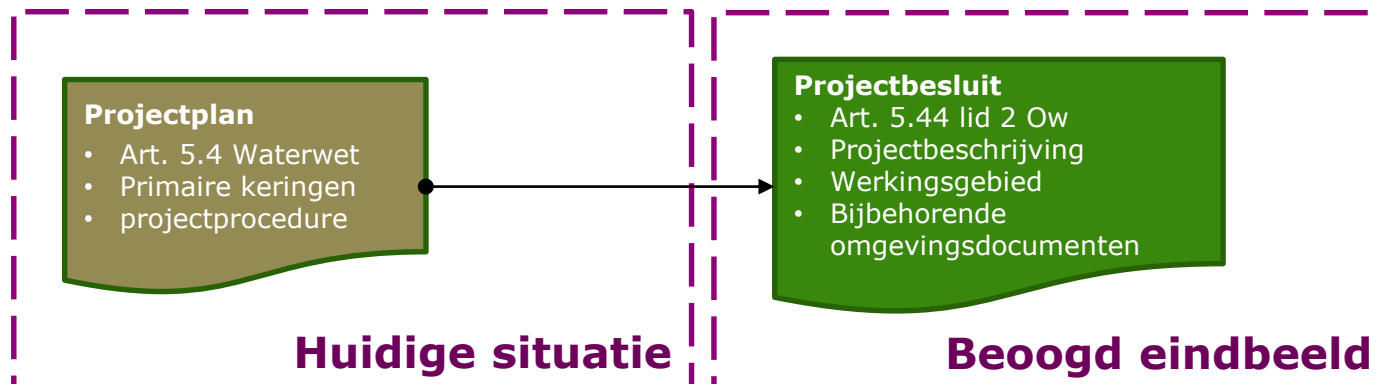 Projectplan
• Art. 5.4 Waterwet
• Primaire keringen
• projectprocedure
Huidige situatie
Projectbesluit
• Art. 5.44 lid 2 Ow
• Projectbeschrijving
• Werkingsgebied
• Bijbehorende
omgevingsdocumenten
Beoogd eindbeeld